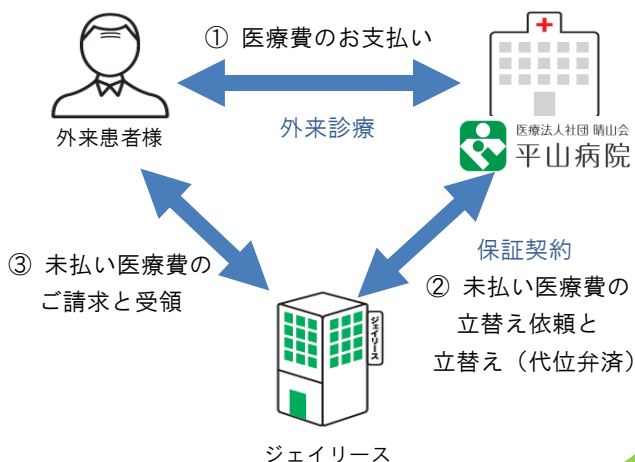 ① 医療費のお支払い
外来診療
外来患者様
医療法人社団 晴山会
平山病院
③ 未払い医療費の
ご請求と受領
保証契約
② 未払い医療費の
立替え依頼と
立替え（代位弁済）
ジェイリース
ジェイリース